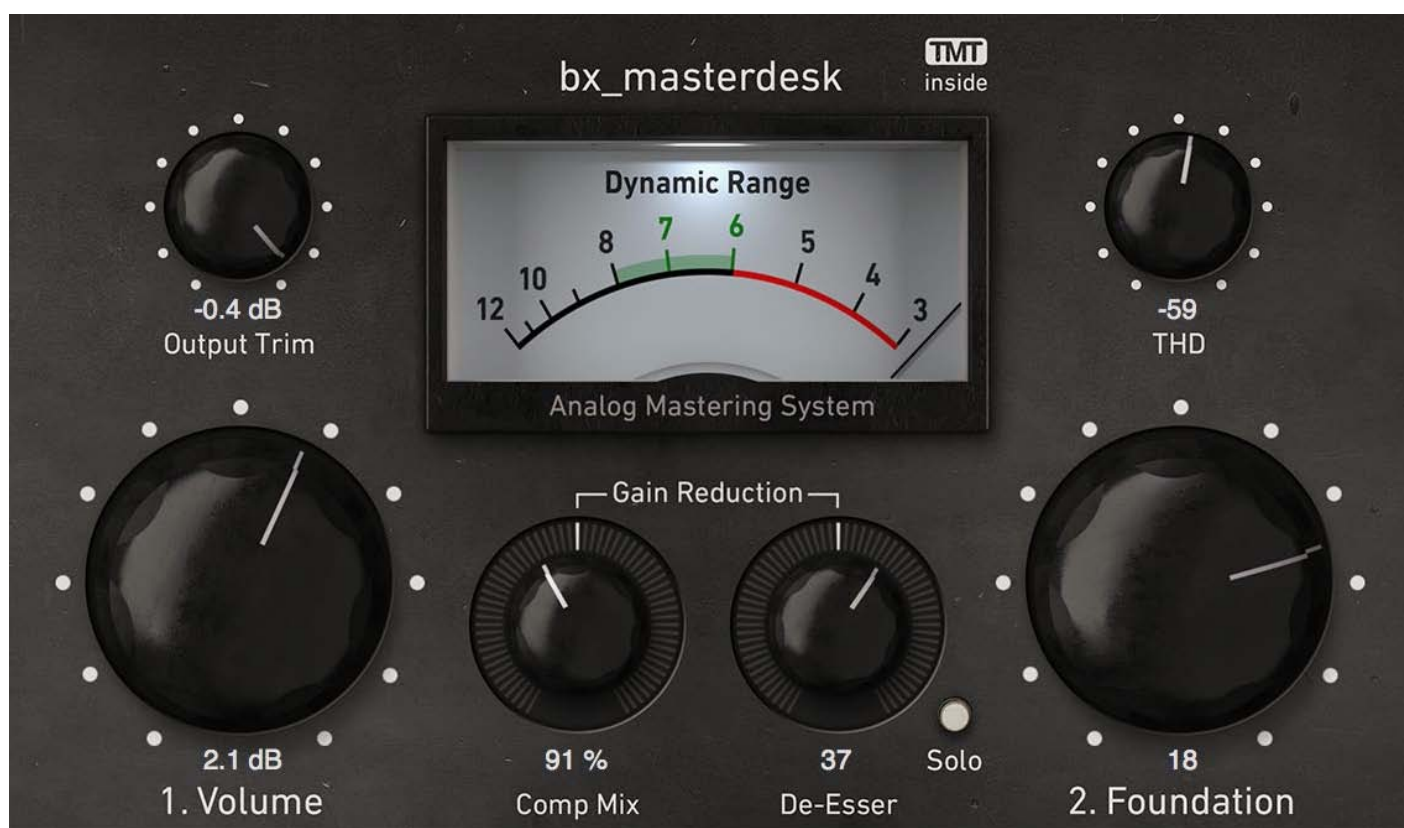 bx_masterdesk
TMT
inside
Dynamic Range
12 10 8 7 6 5 4 3
Analog Mastering System
-0.4 dB
Output Trim
-59
THD
Gain Reduction
2.1 dB
1. Volume
91 %
Comp Mix
37
De-Esser
Solo
18
2. Foundation